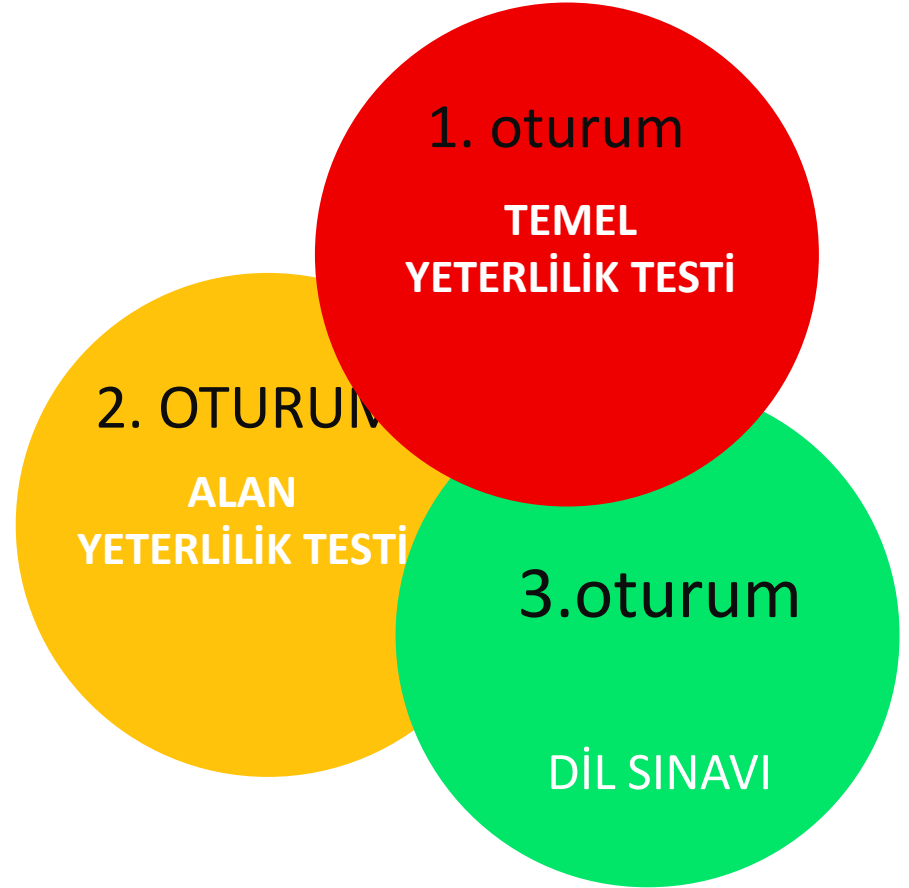 1. oturum
TEMEL
YETERLİLİK TESTİ
2. OTURUM
ALAN
YETERLİLİK TESTİ
3.oturum
DİL SINAVI